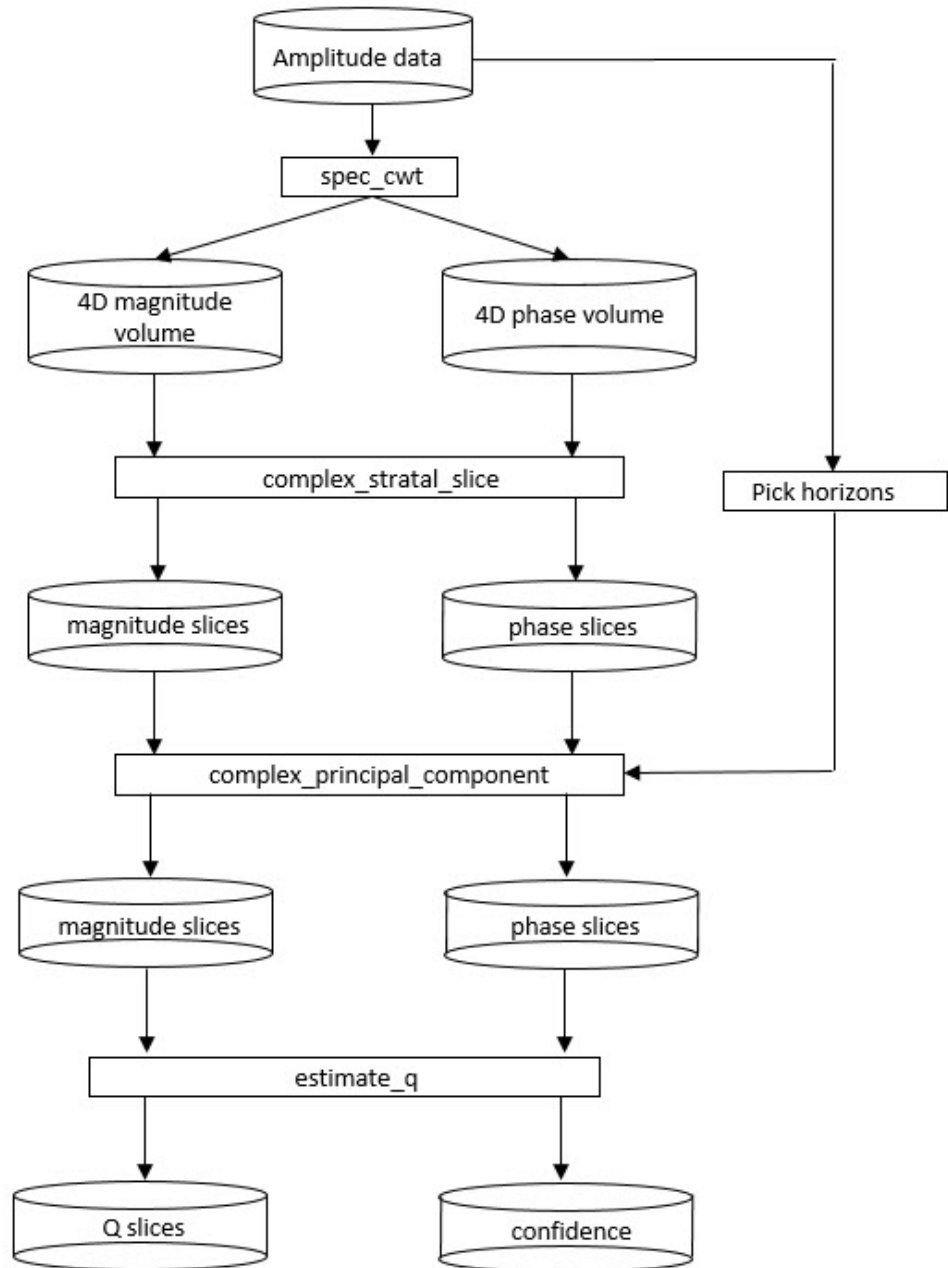 Amplitude data
spec_cwt
4D magnitude
volume
4D phase volume
complex_stratal_slice
Pick horizons
magnitude slices
phase slices
complex_principal_component
magnitude slices
phase slices
estimate_q
Q slices
confidence